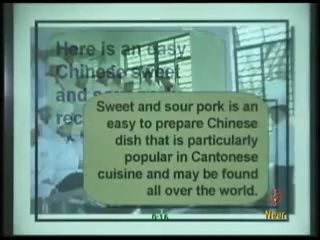 Here is an easy
Chinese sweet
and
rec
Sweet and sour pork is an
easy to prepare Chinese
dish that is particularly
popular in Cantonese
cuisine and may be found
all over the world.